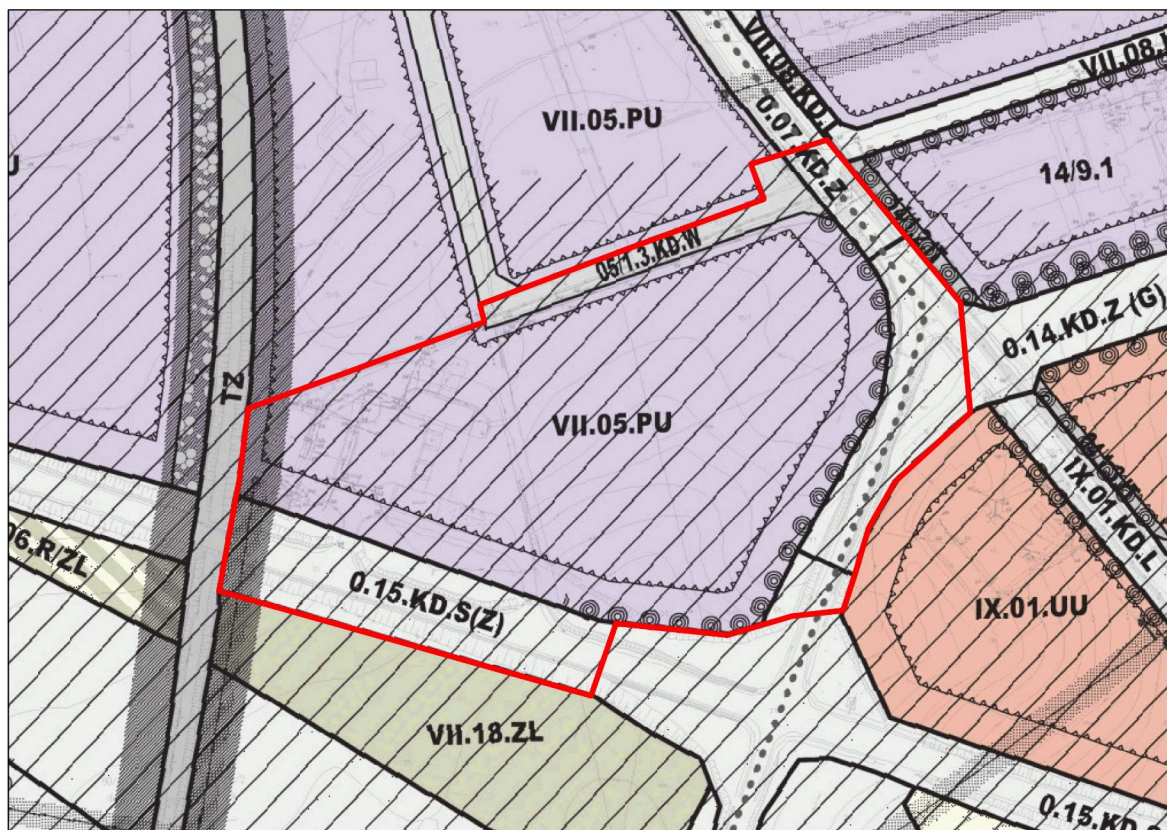 VII.08.KD.L
VII.08.
VII.05.PU
0.07.KD.Z
14/9.1
U
05/1.3.KD.W
0.14.KD.Z (G)
TZ
VII.05.PU
IX.01.KD.L
06.R/ZL
0.15.KD.S(Z)
IX.01.UU
VII.18.ZL
0.15.KD